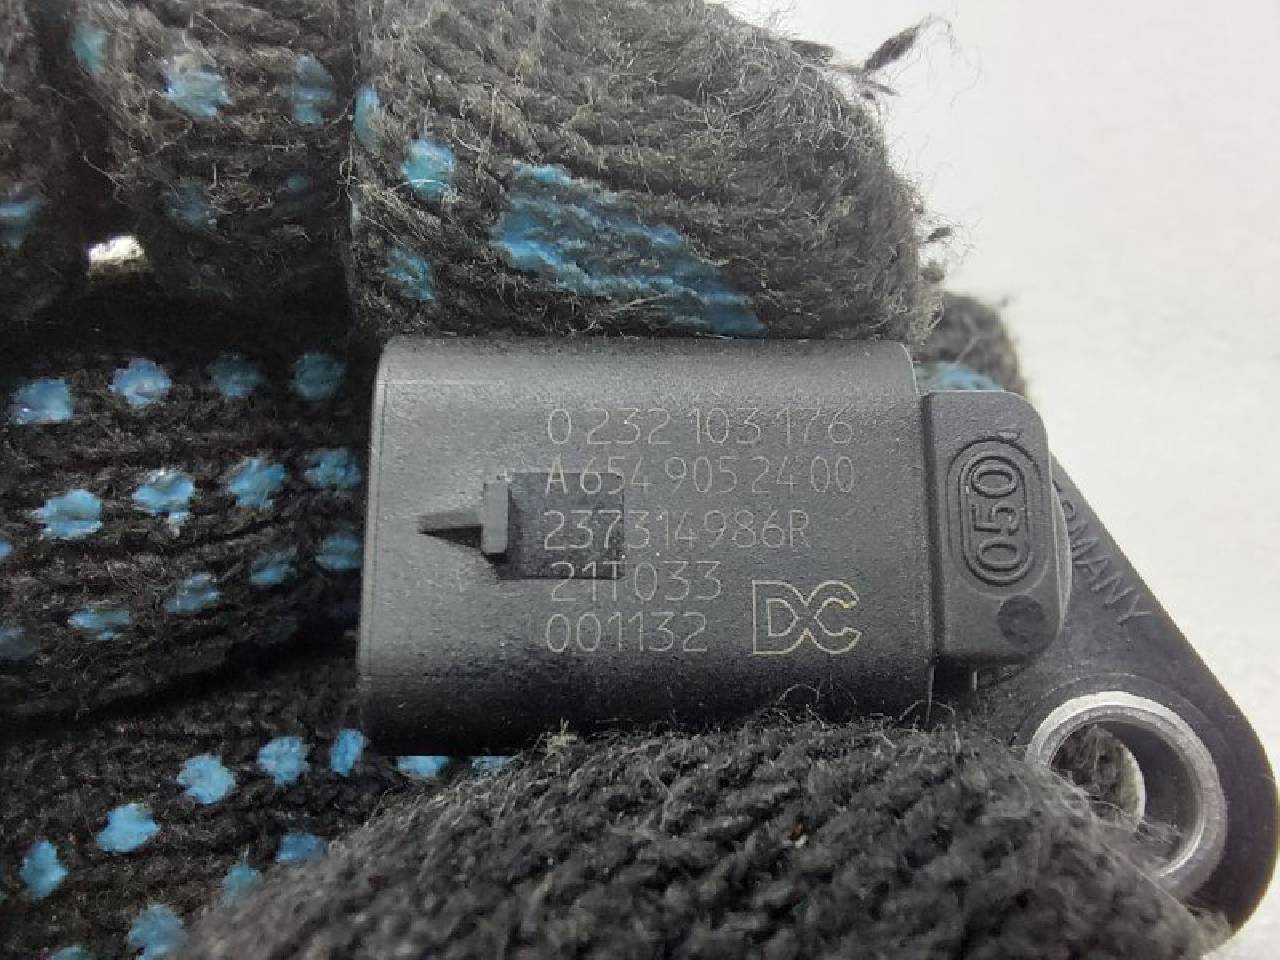 0 232 103 176
A 654 905 24 00
237314986R
21T033
001132 DC
050